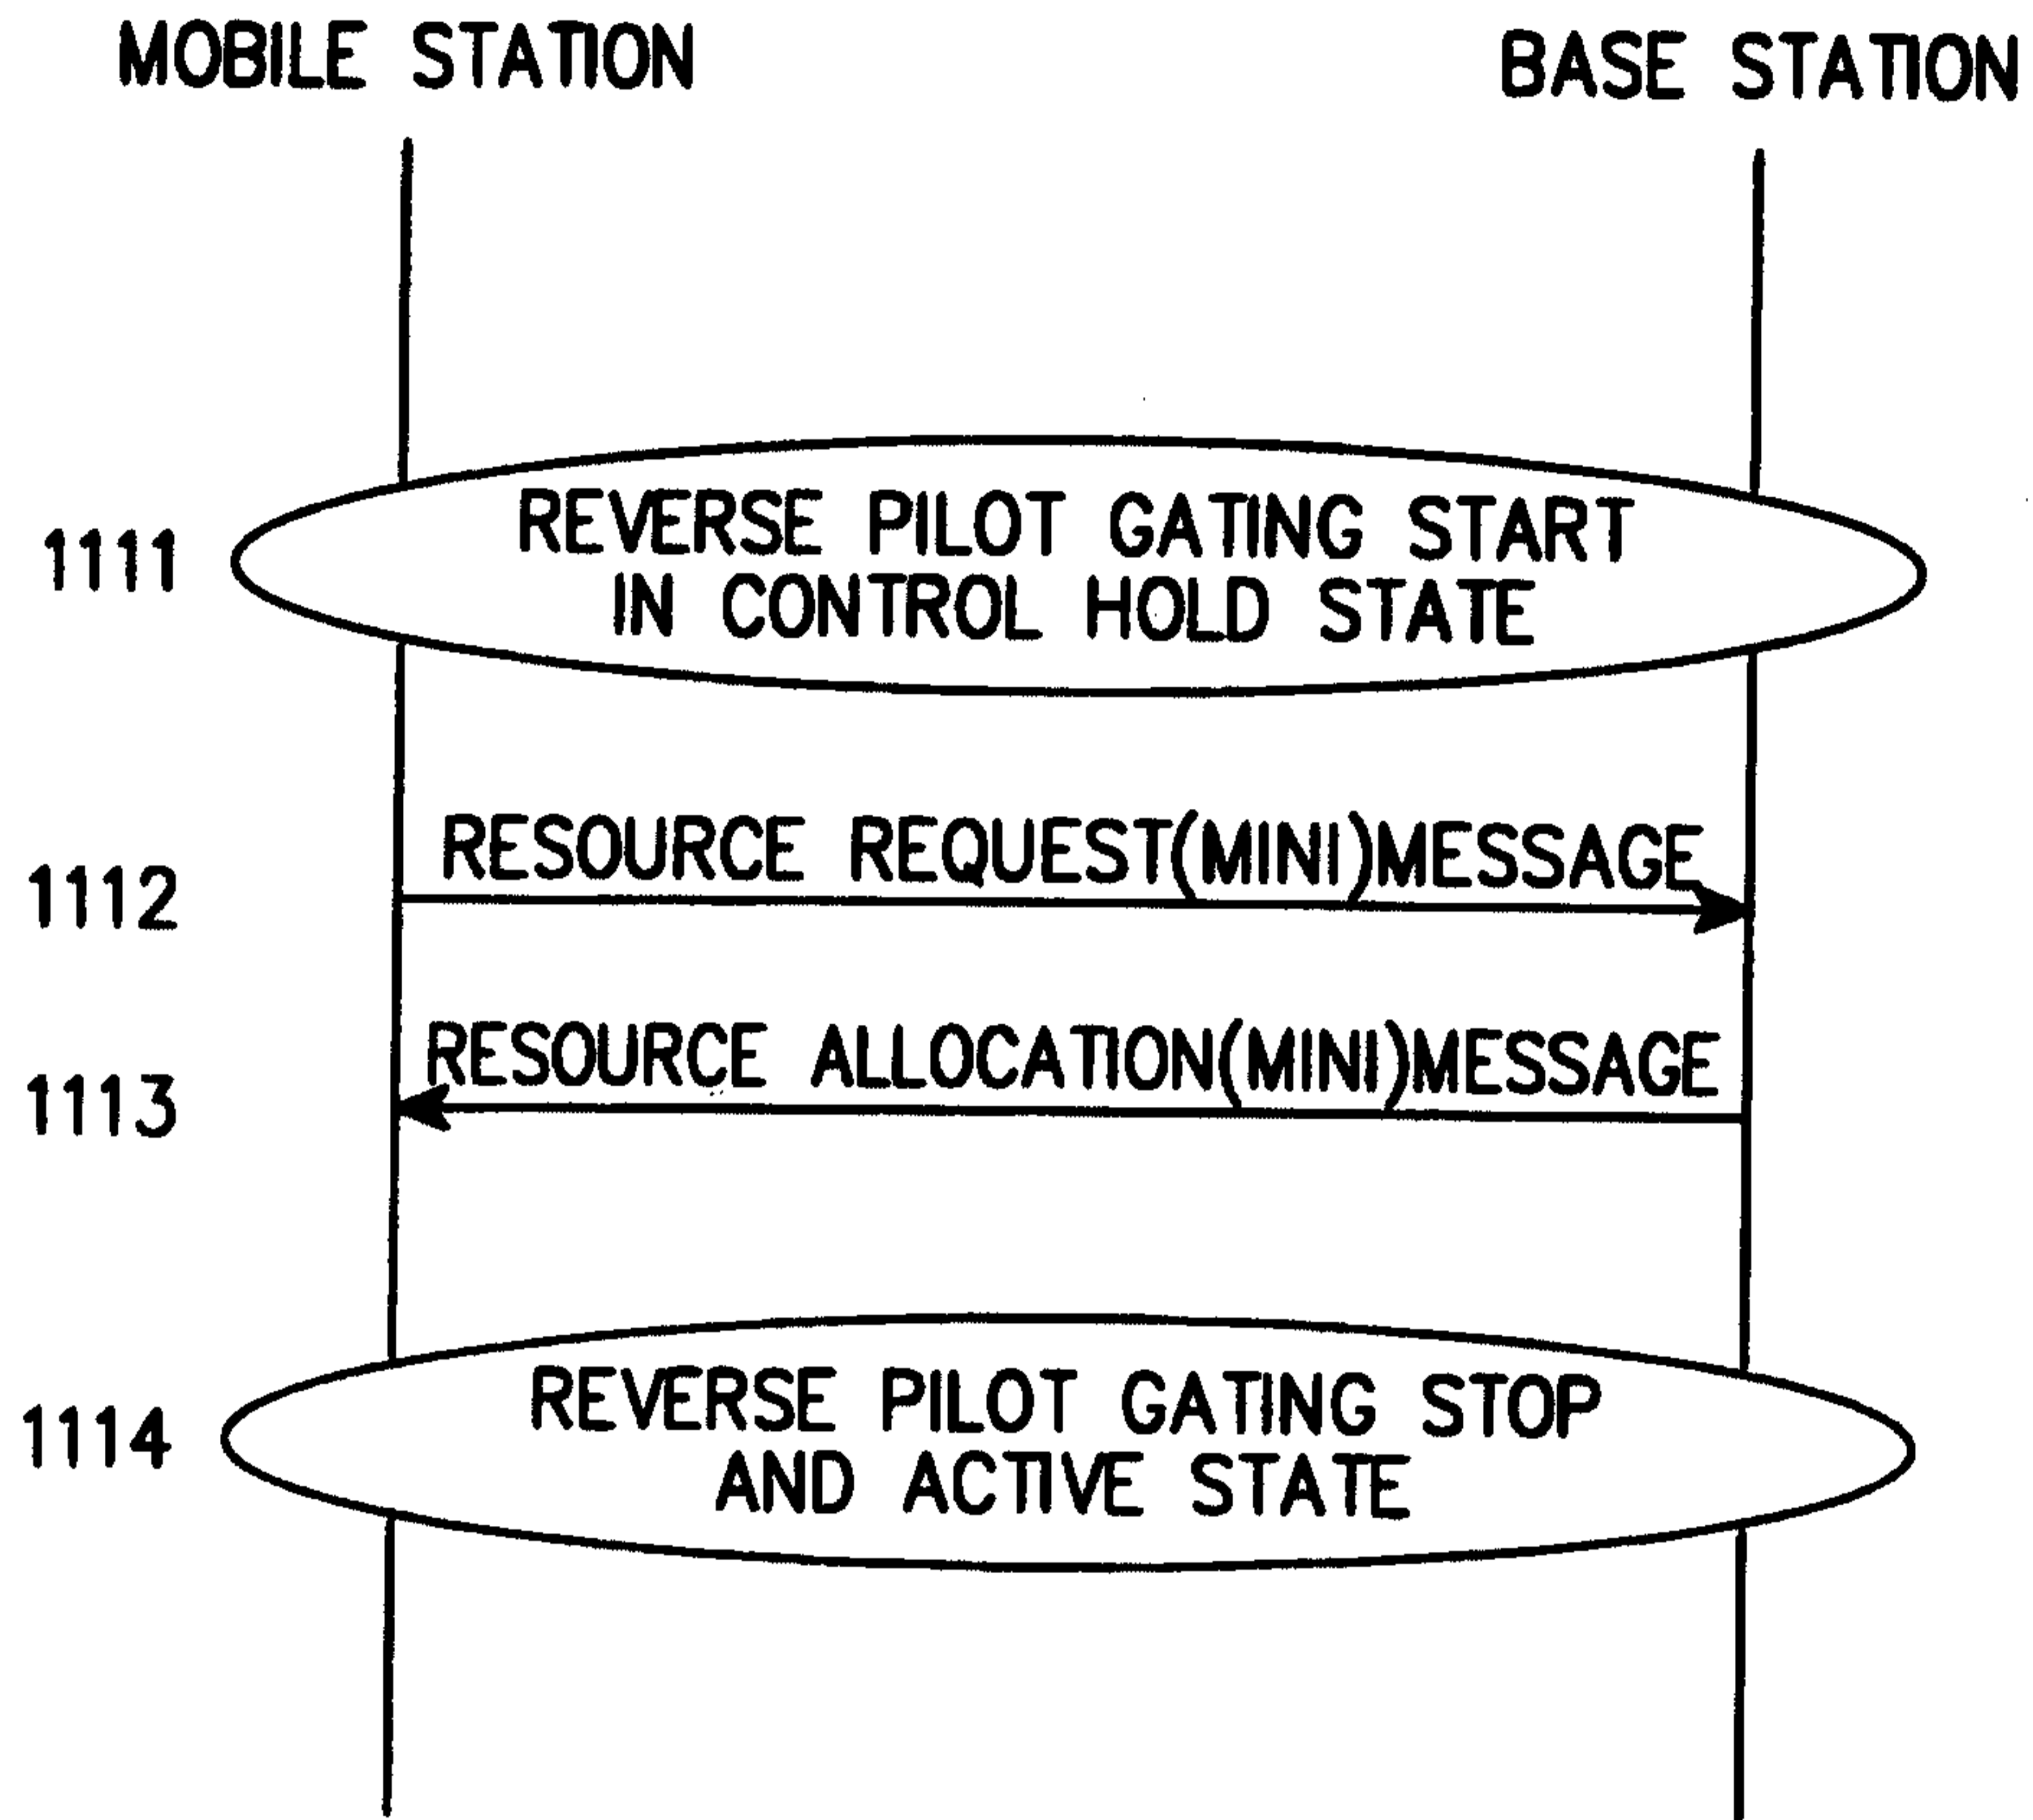 MOBILE STATION
BASE STATION
1111
REVERSE PILOT GATING START
IN CONTROL HOLD STATE
1112
RESOURCE REQUEST(MINI)MESSAGE
1113
RESOURCE ALLOCATION(MINI)MESSAGE
1114
REVERSE PILOT GATING STOP
AND ACTIVE STATE